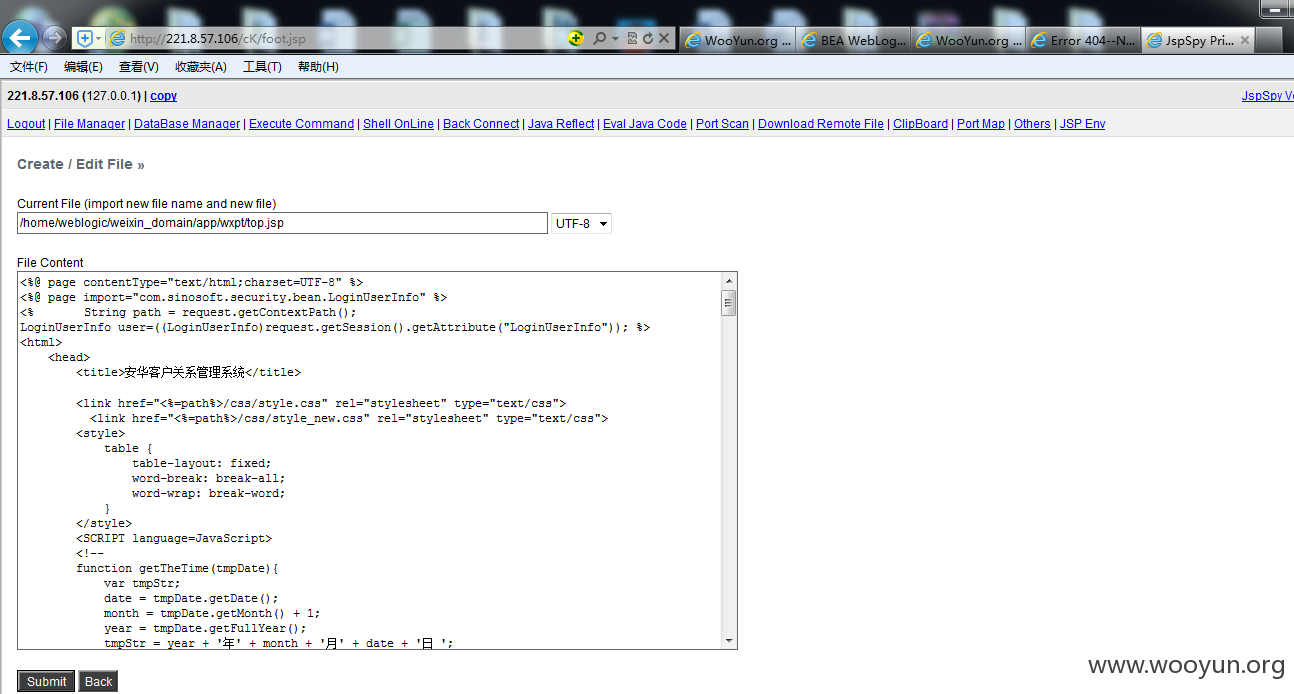 http://221.8.57.106/cK/foot.jsp
WooYun.org ...
BEA WebLog...
WooYun.org ...
Error 404--N...
JspSpy Pri...
文件(F) 编辑(E) 查看(V) 收藏夹(A) 工具(T) 帮助(H)
221.8.57.106 (127.0.0.1) | copy
JspSpy Ve
Logout | File Manager | DataBase Manager | Execute Command | Shell OnLine | Back Connect | Java Reflect | Eval Java Code | Port Scan | Download Remote File | ClipBoard | Port Map | Others | JSP Env
Create / Edit File »
Current File (import new file name and new file)
/home/weblogic/weixin_domain/app/wxpt/top.jsp
UTF-8
File Content
<%@ page contentType="text/html;charset=UTF-8" %>
<%@ page import="com.sinosoft.security.bean.LoginUserInfo" %>
<% String path = request.getContextPath();
LoginUserInfo user=((LoginUserInfo)request.getSession().getAttribute("LoginUserInfo")); %>
<html>
<head>
<title>安华客户关系管理系统</title>
<link href="<%=path%>/css/style.css" rel="stylesheet" type="text/css">
<link href="<%=path%>/css/style_new.css" rel="stylesheet" type="text/css">
<style>
table {
table-layout: fixed;
word-break: break-all;
word-wrap: break-word;
}
</style>
<SCRIPT language=JavaScript>
<!--
function getTheTime(tmpDate){
var tmpStr;
date = tmpDate.getDate();
month = tmpDate.getMonth() + 1;
year = tmpDate.getFullYear();
tmpStr = year + '年' + month + '月' + date + '日 ';
Submit
Back
www.wooyun.org